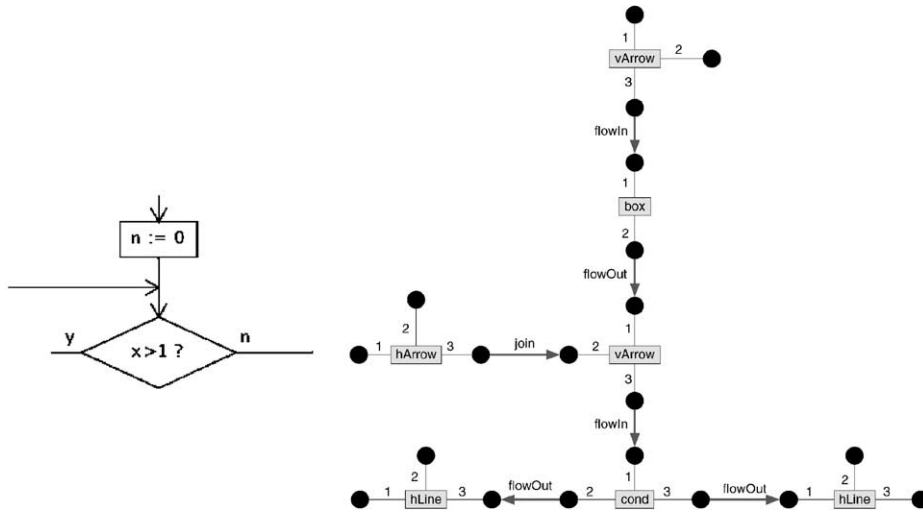 n := 0
y
n
x>1 ?
1
vArrow
2
3
flowIn
1
box
2
flowOut
1
2
1
hArrow
3
join
2
vArrow
3
flowIn
1
2
1
hLine
3
flowOut
2
cond
3
flowOut
2
1
hLine
3